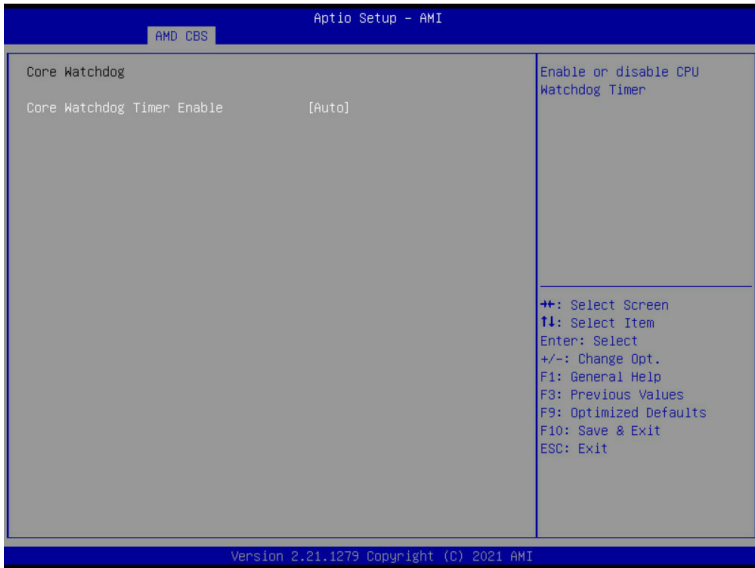 Aptio Setup – AMI
AMD CBS
Core Watchdog
Core Watchdog Timer Enable [Auto]
Enable or disable CPU
Watchdog Timer
→←: Select Screen
↑↓: Select Item
Enter: Select
+/-: Change Opt.
F1: General Help
F3: Previous Values
F9: Optimized Defaults
F10: Save & Exit
ESC: Exit
Version 2.21.1279 Copyright (C) 2021 AMI